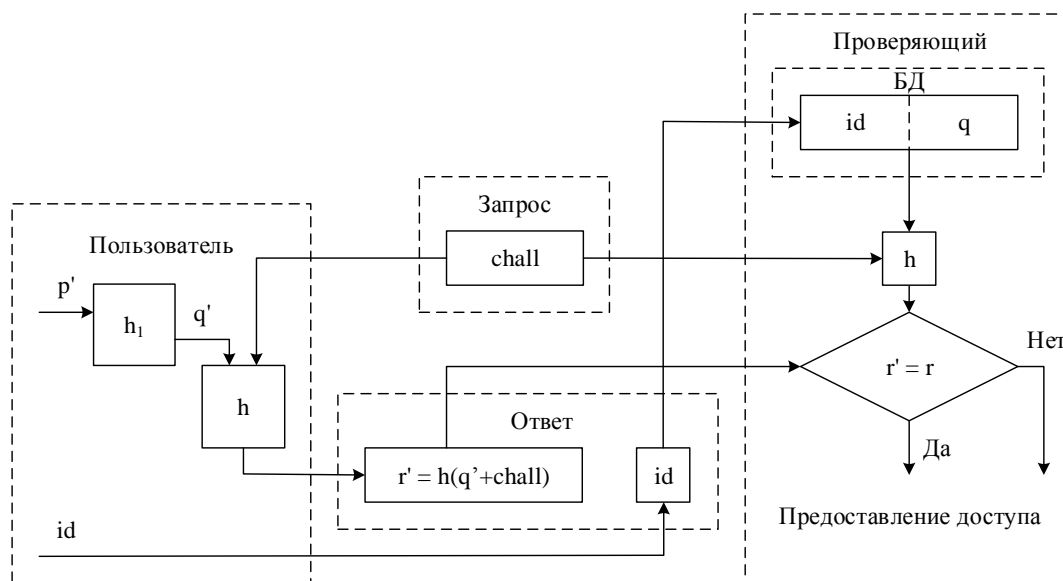 Проверяющий
БД
id q
Запрос
chall
Пользователь
p'
h₁
q'
h
h
r' = r
Нет
Да
Ответ
r' = h(q’+chall)
id
id
Предоставление доступа